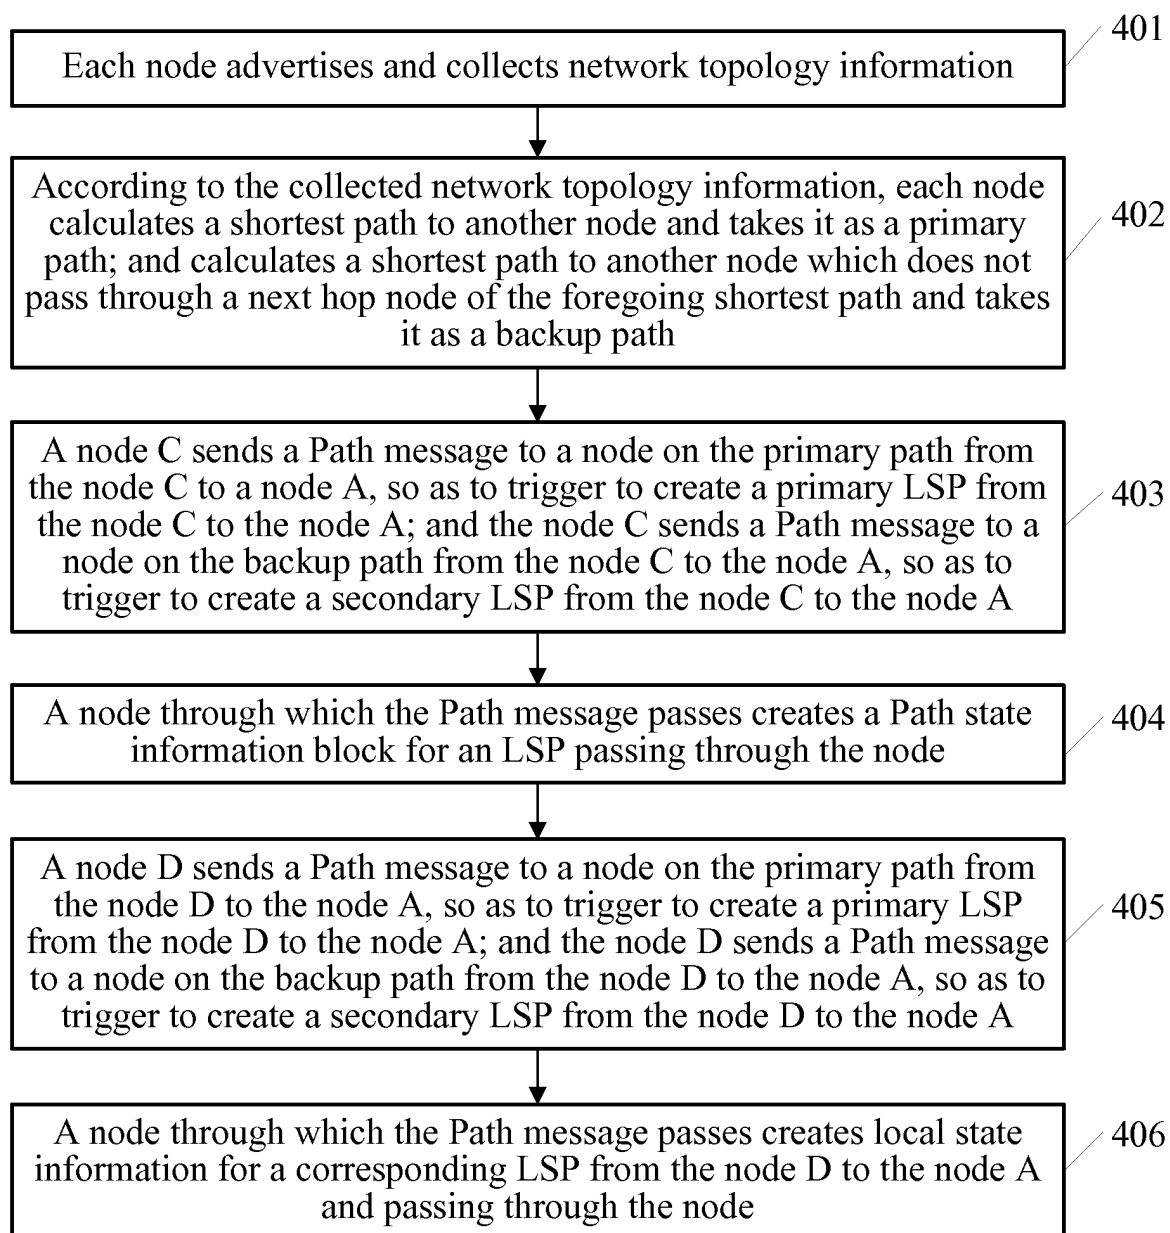 401
Each node advertises and collects network topology information
According to the collected network topology information, each node
calculates a shortest path to another node and takes it as a primary
path; and calculates a shortest path to another node which does not
pass through a next hop node of the foregoing shortest path and takes
it as a backup path
402
A node C sends a Path message to a node on the primary path from
the node C to a node A, so as to trigger to create a primary LSP from
the node C to the node A; and the node C sends a Path message to a
node on the backup path from the node C to the node A, so as to
trigger to create a secondary LSP from the node C to the node A
403
A node through which the Path message passes creates a Path state
information block for an LSP passing through the node
404
A node D sends a Path message to a node on the primary path from
the node D to the node A, so as to trigger to create a primary LSP
from the node D to the node A; and the node D sends a Path message
to a node on the backup path from the node D to the node A, so as to
trigger to create a secondary LSP from the node D to the node A
405
A node through which the Path message passes creates local state
information for a corresponding LSP from the node D to the node A
and passing through the node
406